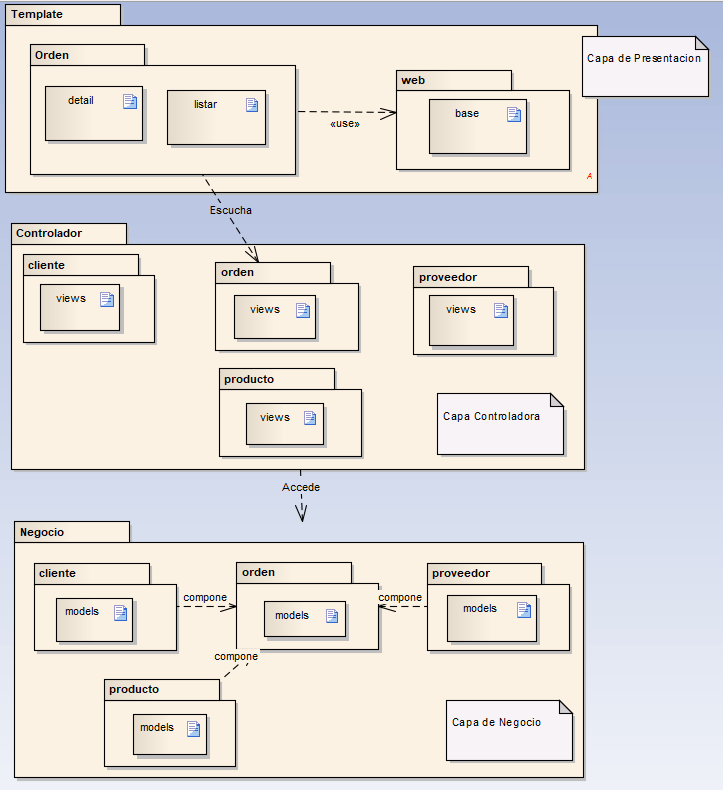 Template
Capa de Presentacion
Orden
detail
listar
web
base
«use»
A
Escucha
Controlador
cliente
views
orden
views
proveedor
views
producto
views
Capa Controladora
Accede
Negocio
cliente
models
compone
orden
models
compone
proveedor
models
compone
producto
models
Capa de Negocio